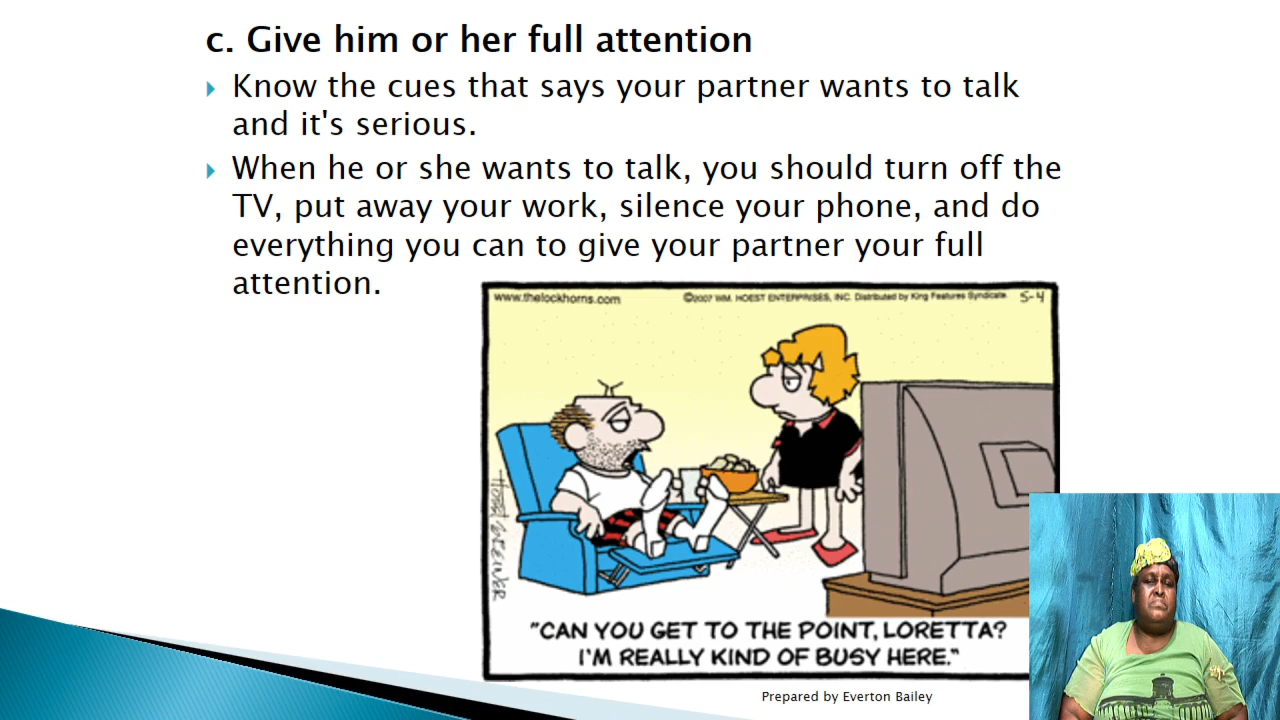 c. Give him or her full attention
Know the cues that says your partner wants to talk
and it's serious.
When he or she wants to talk, you should turn off the
TV, put away your work, silence your phone, and do
everything you can to give your partner your full
attention.
www.thelockhorns.com ©2007 WM. HOEST ENTERPRISES, INC. Distributed by King Features Syndicate. 5-4
HOEST GREINER
"CAN YOU GET TO THE POINT, LORETTA?
I'M REALLY KIND OF BUSY HERE."
Prepared by Everton Bailey